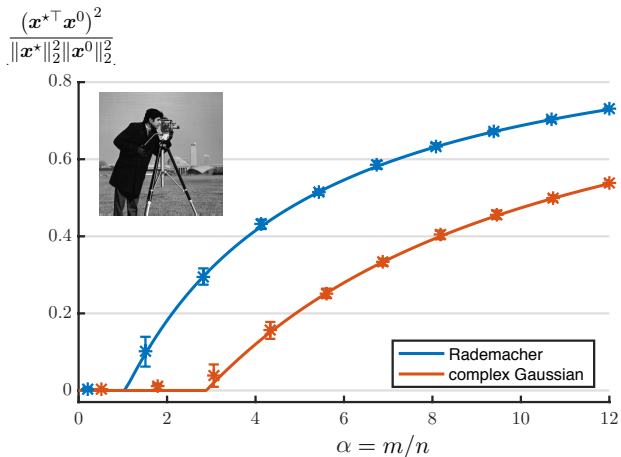 (x⋆⊤x⁰)²
‖x⋆‖₂²‖x⁰‖₂²
0.8
0.6
0.4
0.2
0
0 2 4 6 8 10 12
Rademacher
complex Gaussian
α = m/n